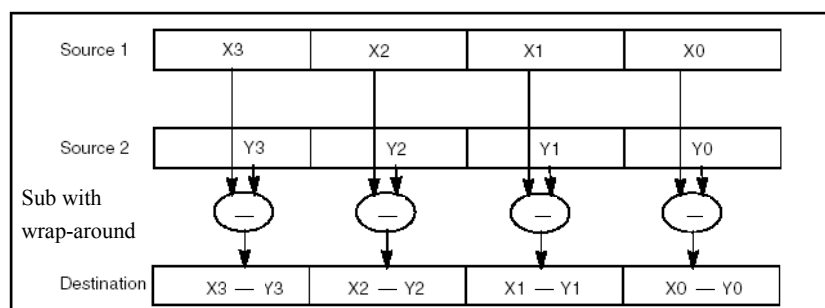 Source 1 X3 X2 X1 X0
Source 2 Y3 Y2 Y1 Y0
Sub with
wrap-around
— — — —
Destination X3 — Y3 X2 — Y2 X1 — Y1 X0 — Y0